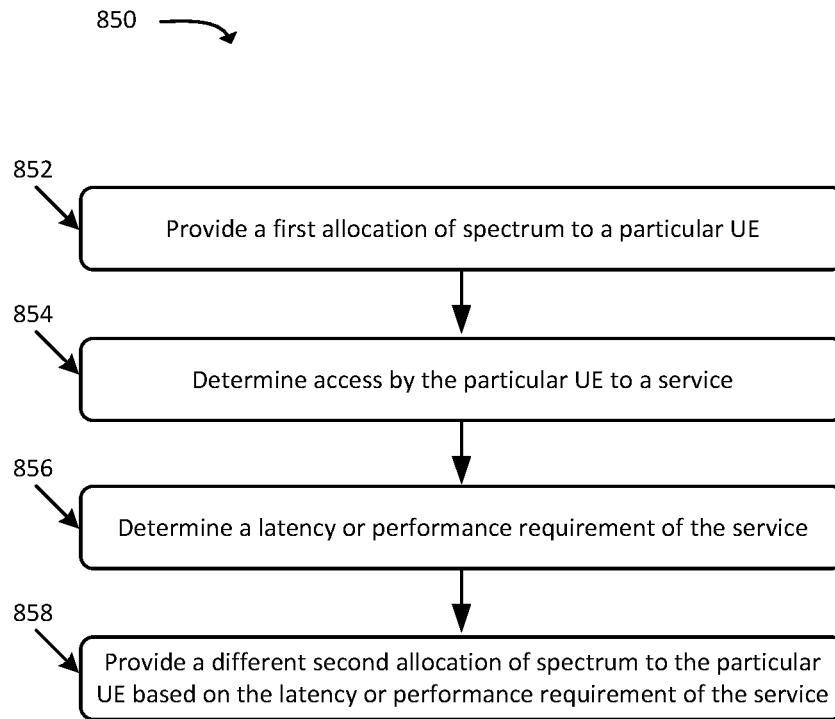 850
852
Provide a first allocation of spectrum to a particular UE
854
Determine access by the particular UE to a service
856
Determine a latency or performance requirement of the service
858
Provide a different second allocation of spectrum to the particular
UE based on the latency or performance requirement of the service